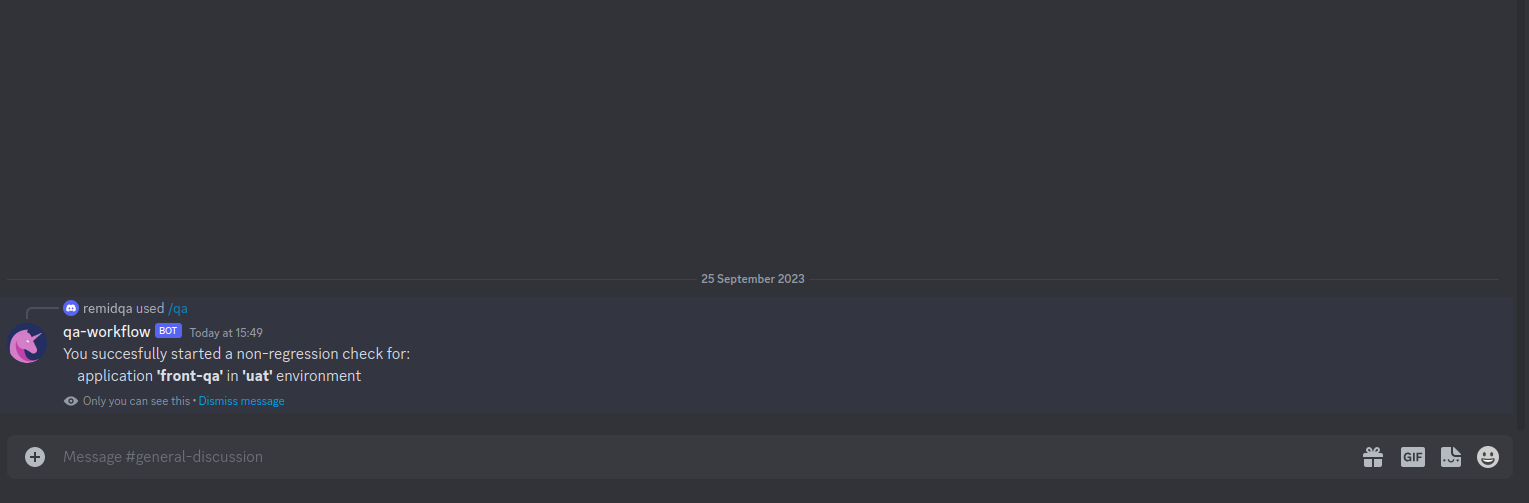 25 September 2023
remidqa used /qa
qa-workflow BOT Today at 15:49
You succesfully started a non-regression check for:
application 'front-qa' in 'uat' environment
Only you can see this • Dismiss message
Message #general-discussion
GIF